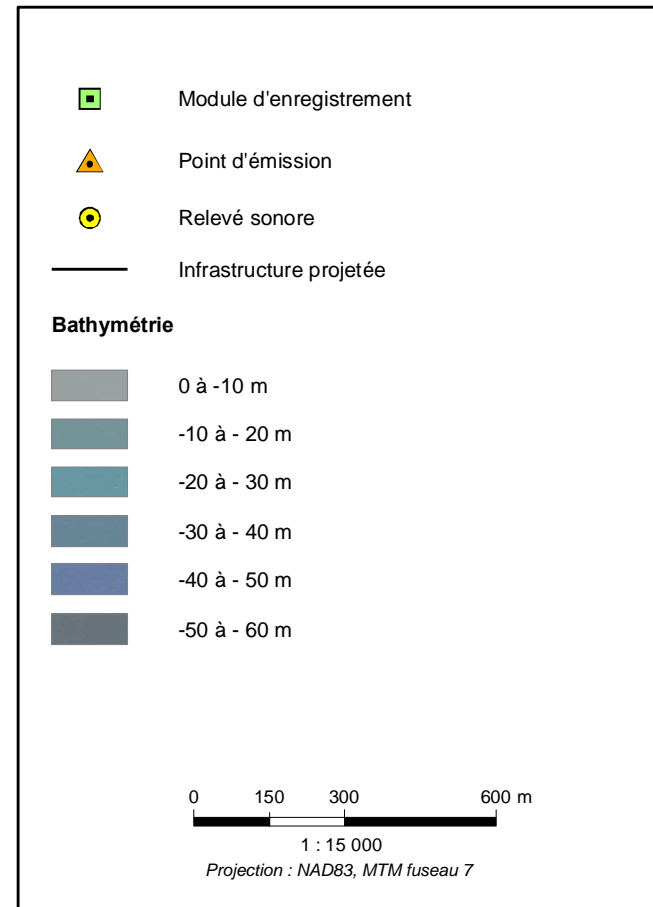 Module d'enregistrement
Point d'émission
Relevé sonore
Infrastructure projetée
Bathymétrie
0 à -10 m
-10 à - 20 m
-20 à - 30 m
-30 à - 40 m
-40 à - 50 m
-50 à - 60 m
0 150 300 600 m
1 : 15 000
Projection : NAD83, MTM fuseau 7